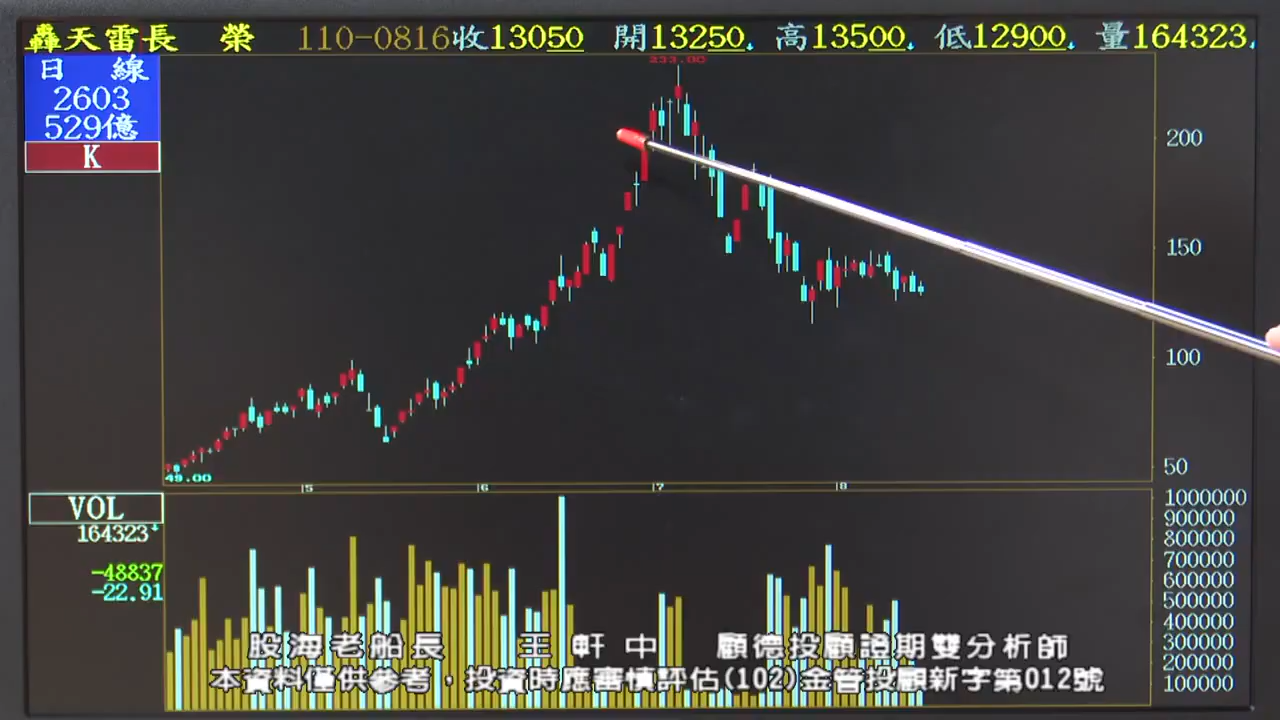 轟天雷長 榮 110-0816收13050 開13250 高13500 低12900 量164323
日 線
2603
529億
K
233.00
200
150
100
50
49.00
5 6 7 8
VOL
164323
-48837
-22.91
1000000
900000
800000
700000
600000
500000
400000
300000
200000
100000
股海老船長 王軒中 顧德投顧證期雙分析師
本資料僅供參考，投資時應審慎評估(102)金管投顧新字第012號